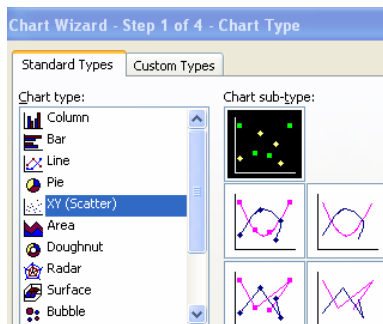 Chart Wizard - Step 1 of 4 - Chart Type
Standard Types
Custom Types
Chart type:
Chart sub-type:
Column
Bar
Line
Pie
XY (Scatter)
Area
Doughnut
Radar
Surface
Bubble